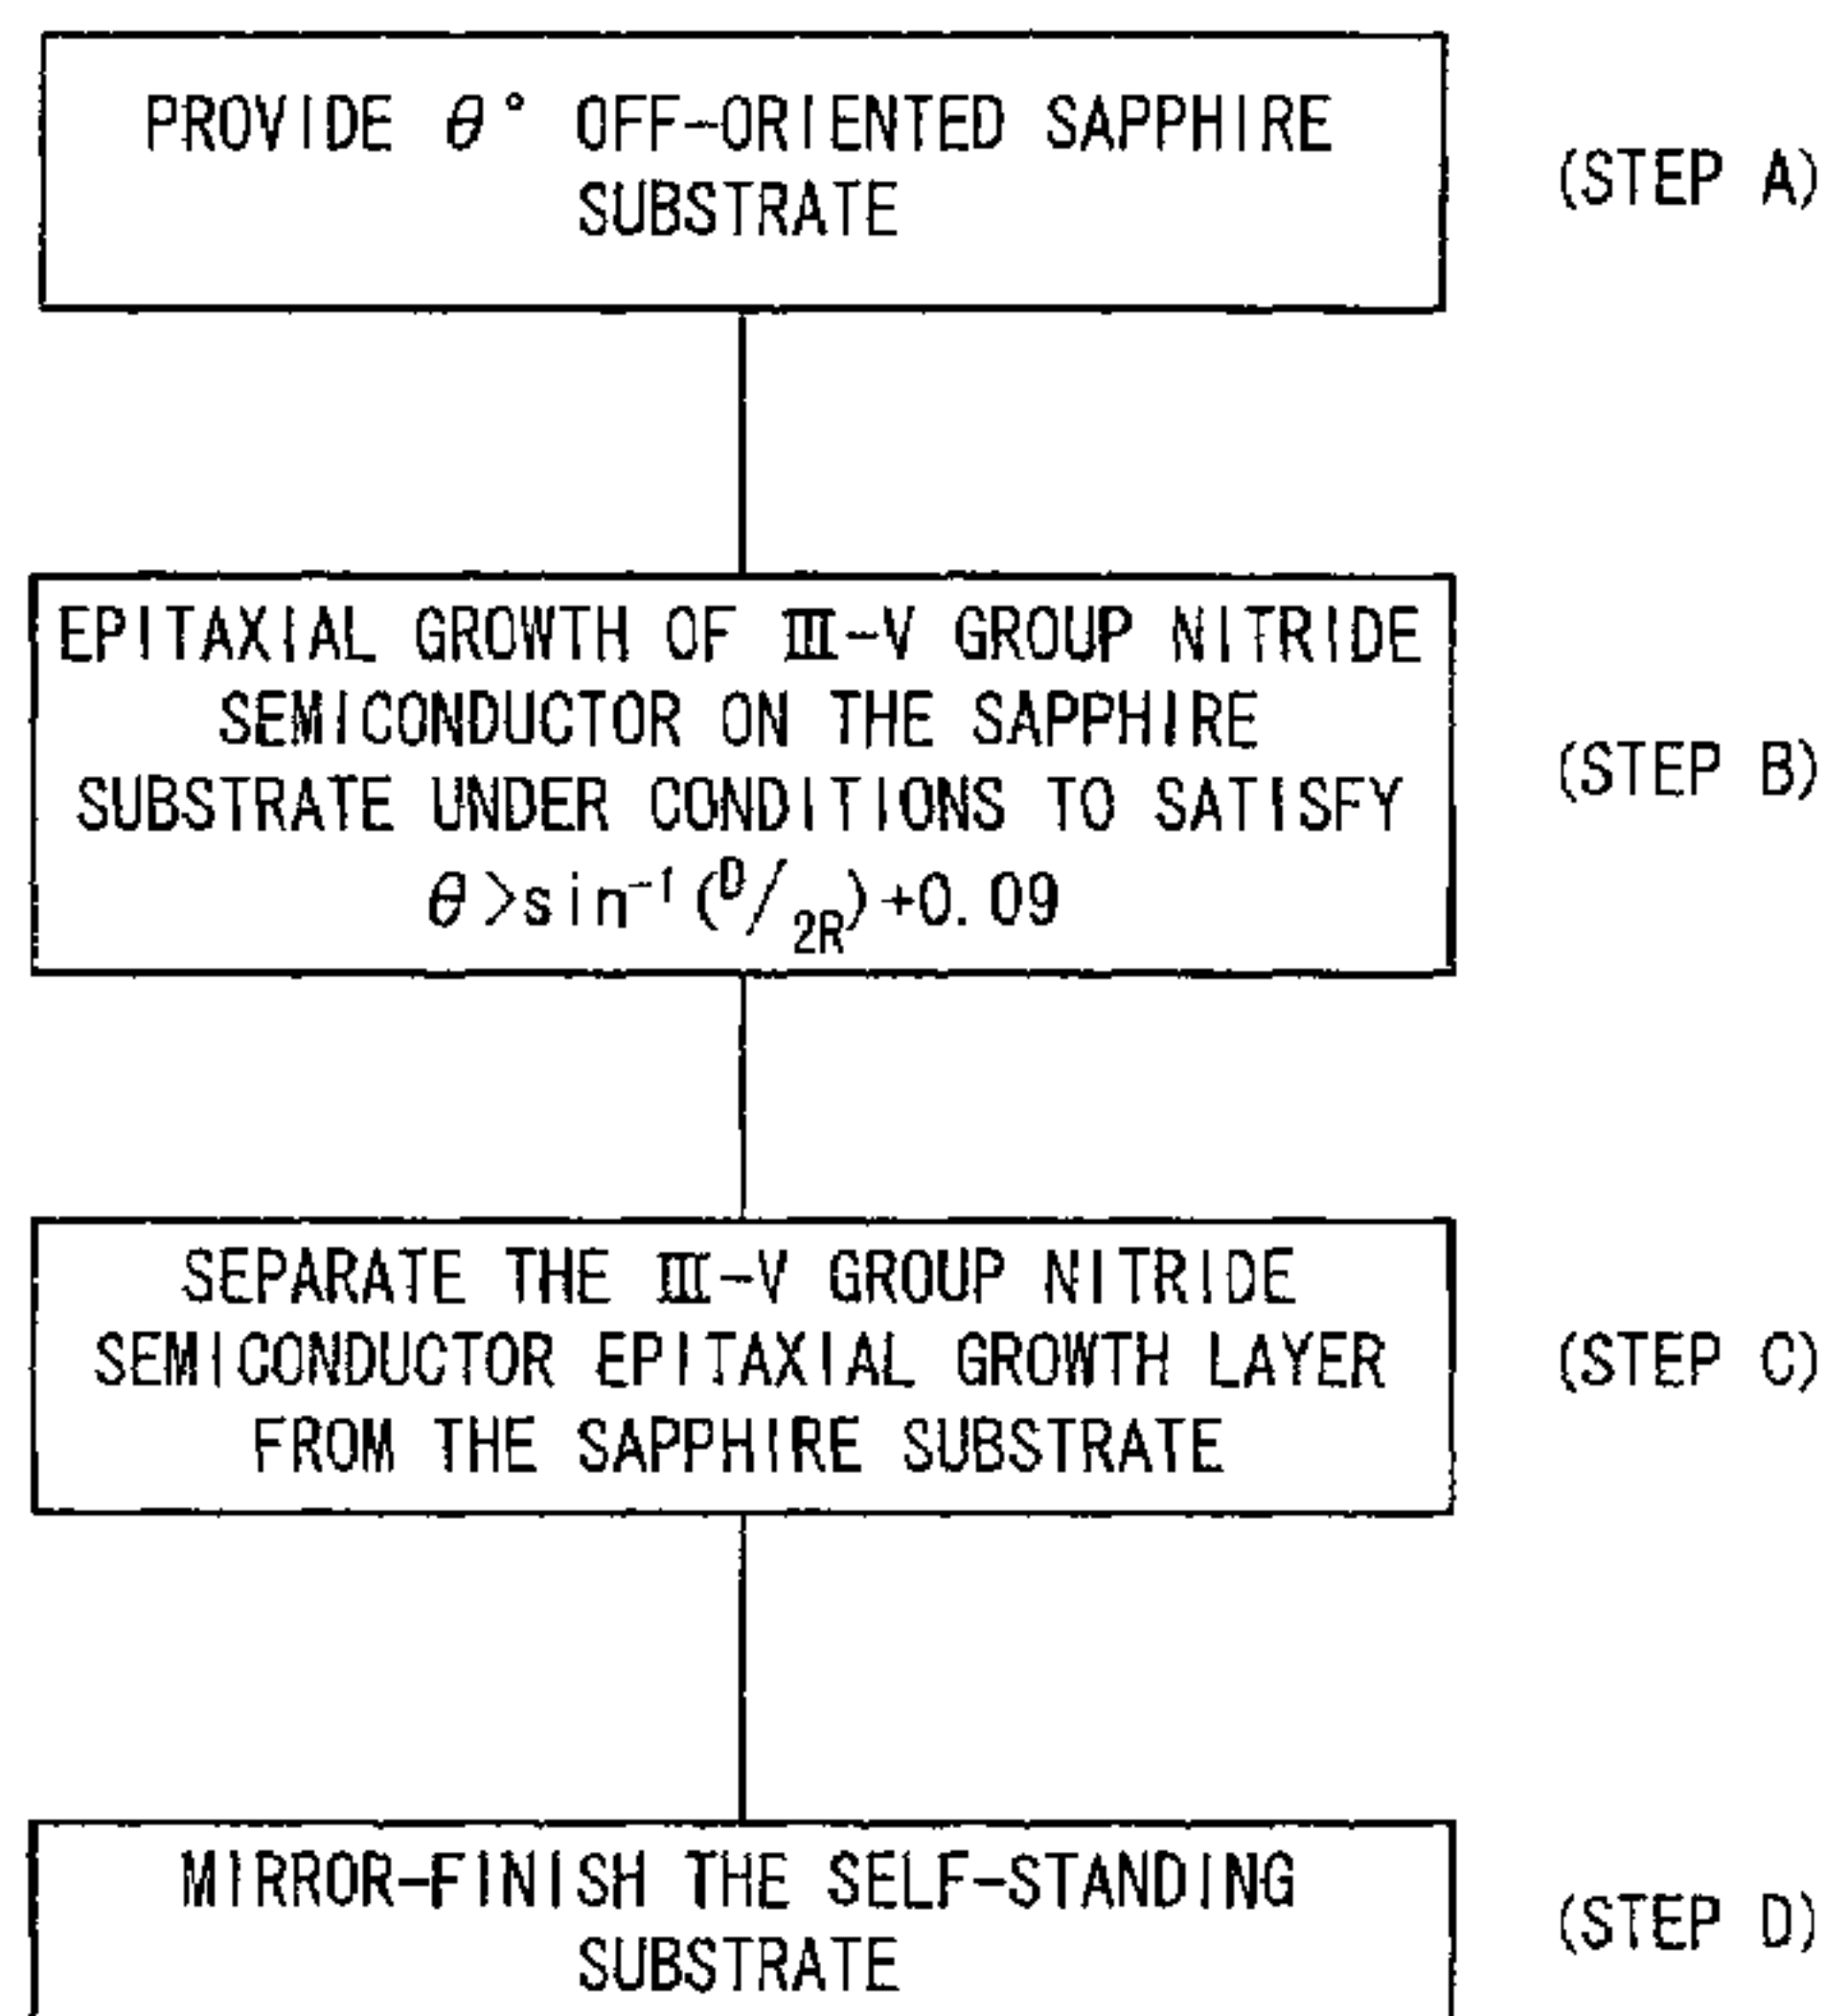 PROVIDE θ° OFF-ORIENTED SAPPHIRE
SUBSTRATE
(STEP A)
EPITAXIAL GROWTH OF III-V GROUP NITRIDE
SEMICONDUCTOR ON THE SAPPHIRE
SUBSTRATE UNDER CONDITIONS TO SATISFY
θ>sin⁻¹(D/2R)+0.09
(STEP B)
SEPARATE THE III-V GROUP NITRIDE
SEMICONDUCTOR EPITAXIAL GROWTH LAYER
FROM THE SAPPHIRE SUBSTRATE
(STEP C)
MIRROR-FINISH THE SELF-STANDING
SUBSTRATE
(STEP D)